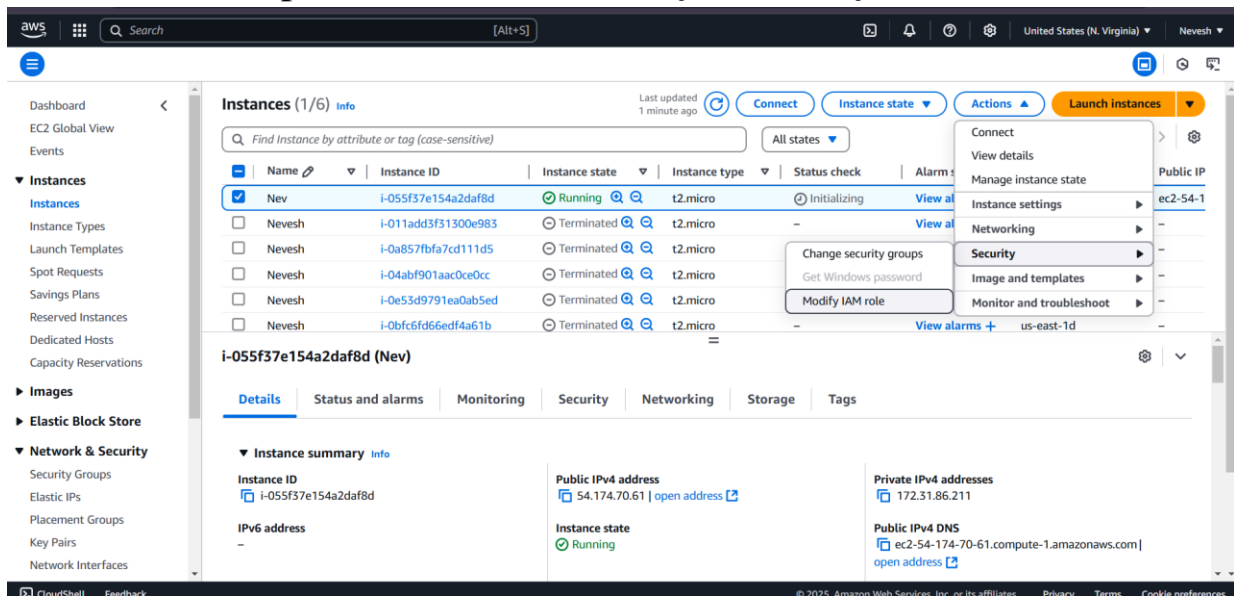 aws
Search [Alt+S]
United States (N. Virginia) ▼ Nevesh ▼
Dashboard
EC2 Global View
Events
▼ Instances
Instances
Instance Types
Launch Templates
Spot Requests
Savings Plans
Reserved Instances
Dedicated Hosts
Capacity Reservations
▶ Images
▶ Elastic Block Store
▼ Network & Security
Security Groups
Elastic IPs
Placement Groups
Key Pairs
Network Interfaces
Instances (1/6) Info
Last updated
1 minute ago
Connect Instance state ▼ Actions ▲ Launch instances ▼
Find Instance by attribute or tag (case-sensitive) All states ▼
Name Instance ID Instance state Instance type Status check Alarm s Public IP
Nev i-055f37e154a2daf8d Running t2.micro Initializing View al ec2-54-1
Nevesh i-011add3f31300e983 Terminated t2.micro – View al –
Nevesh i-0a857fbfa7cd111d5 Terminated t2.micro –
Nevesh i-04abf901aac0ce0cc Terminated t2.micro –
Nevesh i-0e53d9791ea0ab5ed Terminated t2.micro –
Nevesh i-0bfc6fd66edf4a61b Terminated t2.micro – View alarms + us-east-1d –
Connect
View details
Manage instance state
Instance settings ▶
Networking ▶
Security ▶
Image and templates ▶
Monitor and troubleshoot ▶
Change security groups
Get Windows password
Modify IAM role
i-055f37e154a2daf8d (Nev)
Details Status and alarms Monitoring Security Networking Storage Tags
▼ Instance summary Info
Instance ID
i-055f37e154a2daf8d
Public IPv4 address
54.174.70.61 | open address
Private IPv4 addresses
172.31.86.211
IPv6 address
–
Instance state
Running
Public IPv4 DNS
ec2-54-174-70-61.compute-1.amazonaws.com |
open address
CloudShell Feedback © 2025, Amazon Web Services, Inc. or its affiliates. Privacy Terms Cookie preferences